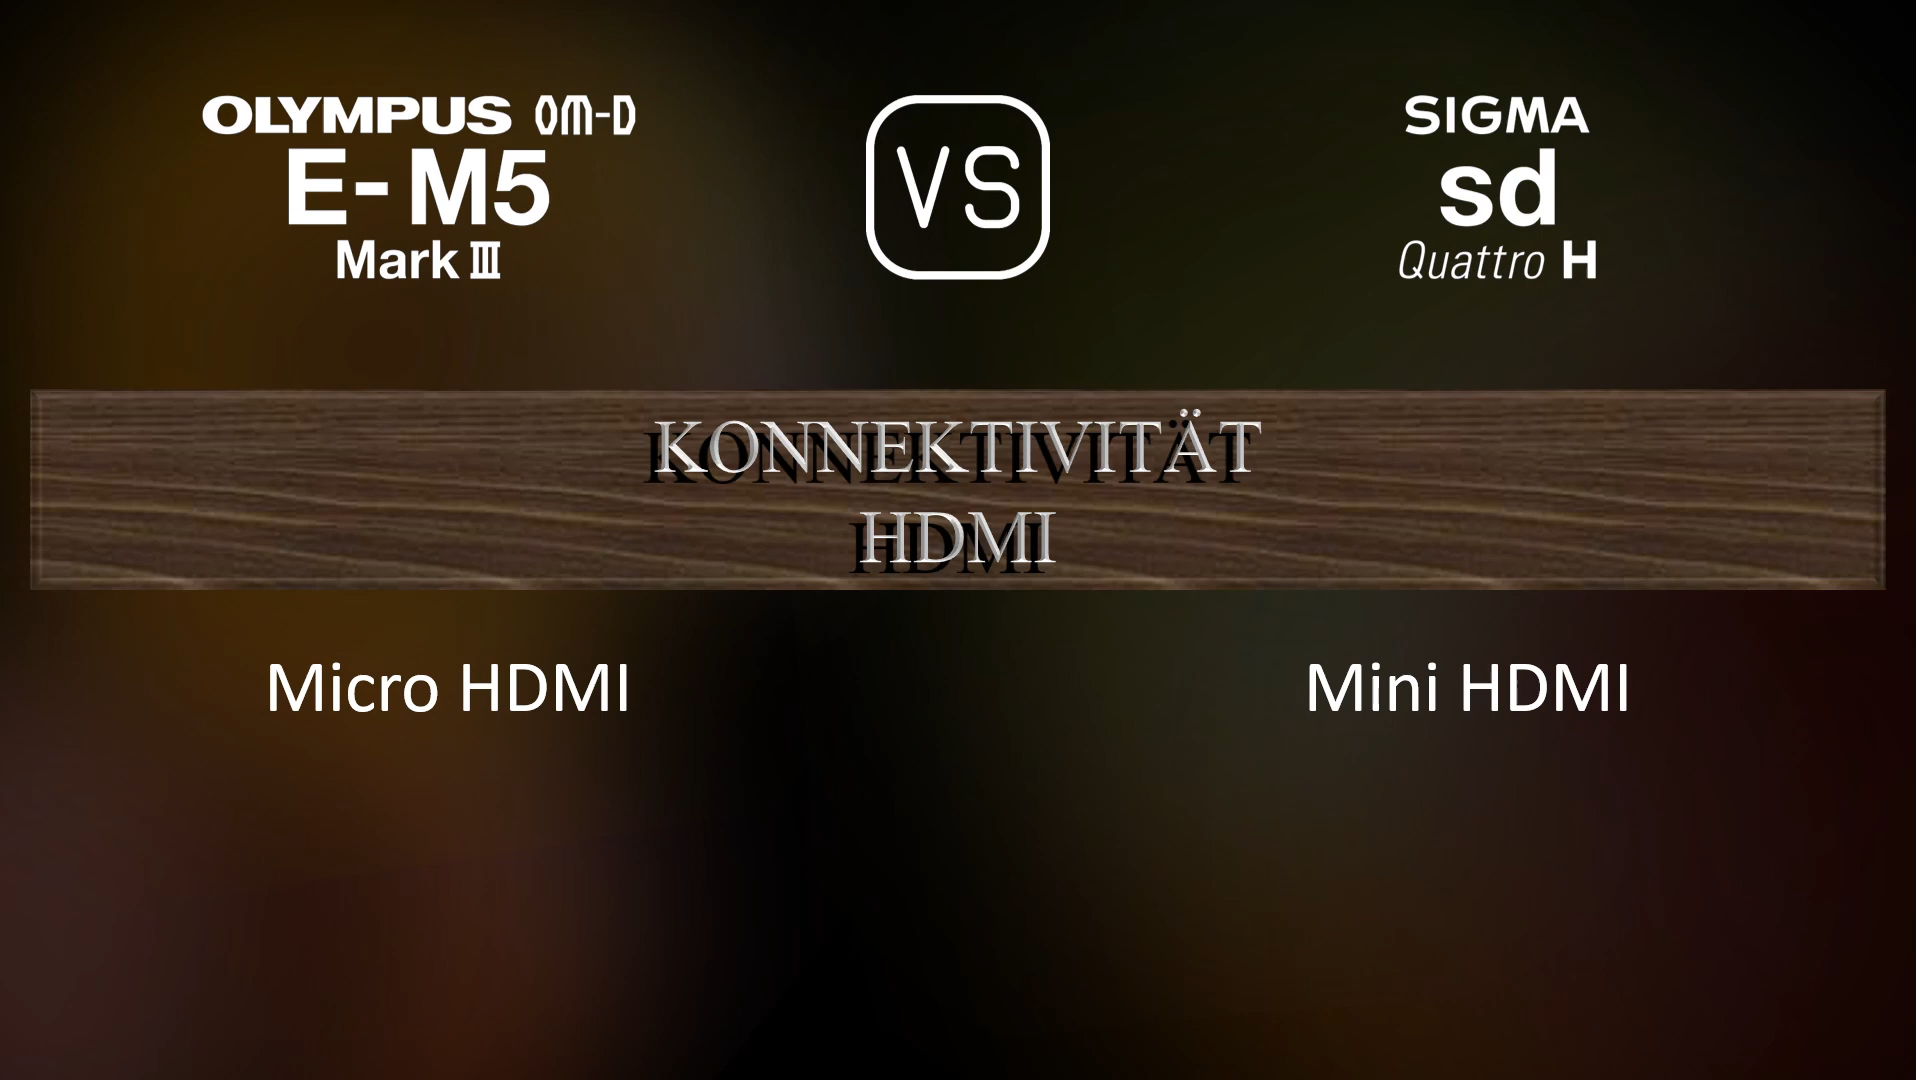 OLYMPUS OM-D
E-M5
Mark III
VS
SIGMA
sd
Quattro H
KONNEKTIVITÄT
HDMI
Micro HDMI
Mini HDMI